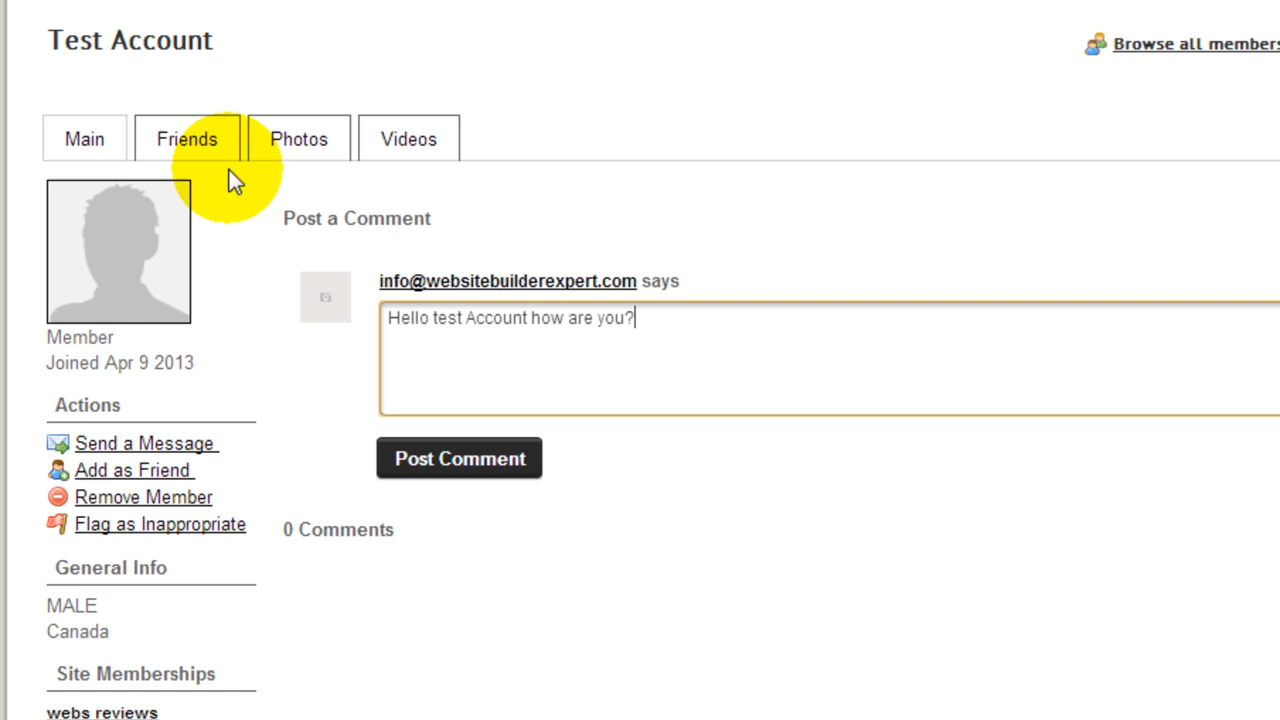 Test Account
Browse all members
Main
Friends
Photos
Videos
Post a Comment
info@websitebuilderexpert.com says
Hello test Account how are you?
Member
Joined Apr 9 2013
Actions
Send a Message
Add as Friend
Remove Member
Flag as Inappropriate
Post Comment
0 Comments
General Info
MALE
Canada
Site Memberships
webs reviews